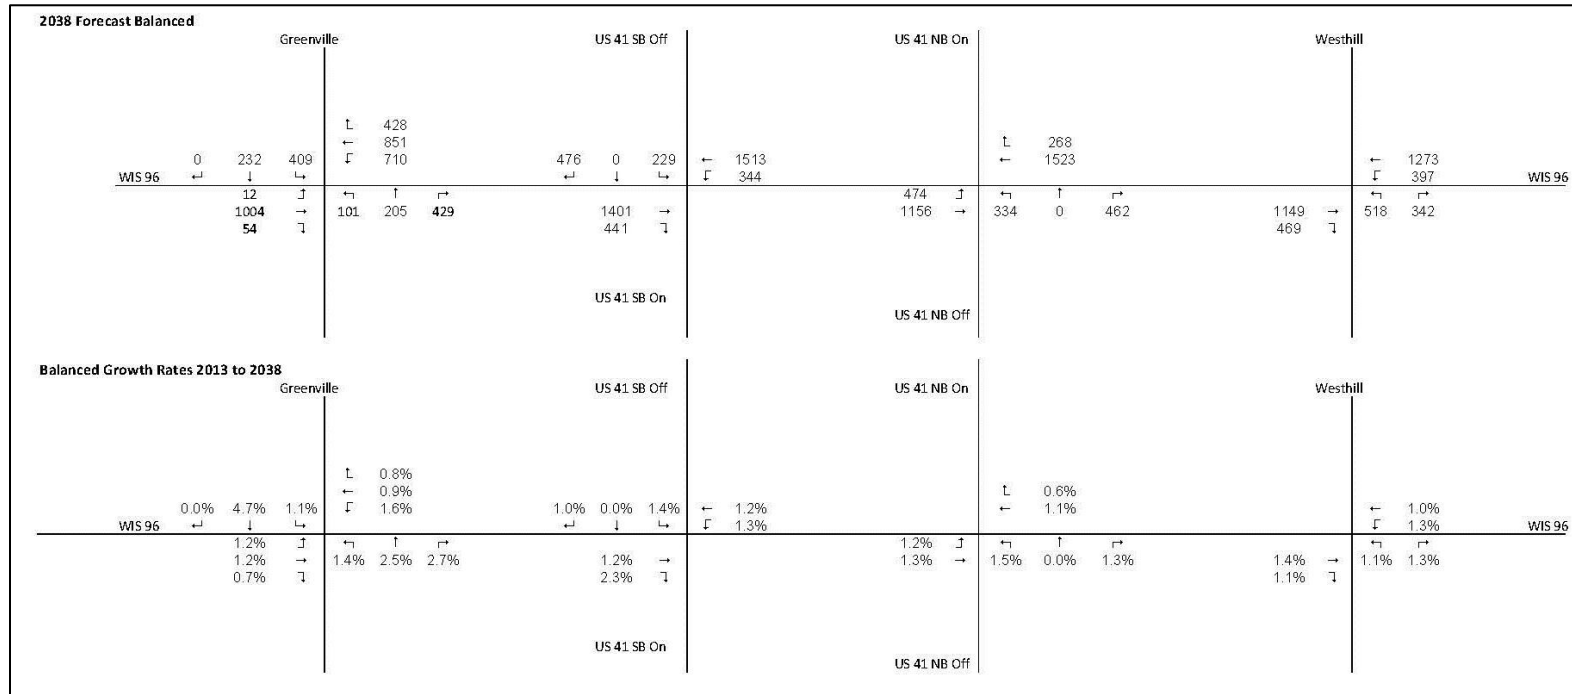 2038 Forecast Balanced
Greenville US 41 SB Off US 41 NB On Westhill
↰ 428
← 851 ↰ 268
0 232 409 ↲ 710 476 0 229 ← 1513 ← 1523 ← 1273
WIS 96 ↵ ↓ ↳ ↵ ↓ ↳ ↲ 344 ↲ 397 WIS 96
12 ↱ ↰ ↑ ↱ 474 ↱ ↰ ↑ ↱ ↰ ↱
1004 → 101 205 429 1401 → 1156 → 334 0 462 1149 → 518 342
54 ↴ 441 ↴ 469 ↴
US 41 SB On
US 41 NB Off
Balanced Growth Rates 2013 to 2038
Greenville US 41 SB Off US 41 NB On Westhill
↰ 0.8%
← 0.9% ↰ 0.6%
0.0% 4.7% 1.1% ↲ 1.6% 1.0% 0.0% 1.4% ← 1.2% ← 1.1% ← 1.0%
WIS 96 ↵ ↓ ↳ ↵ ↓ ↳ ↲ 1.3% ↲ 1.3% WIS 96
1.2% ↱ ↰ ↑ ↱ 1.2% ↱ ↰ ↑ ↱ ↰ ↱
1.2% → 1.4% 2.5% 2.7% 1.2% → 1.3% → 1.5% 0.0% 1.3% 1.4% → 1.1% 1.3%
0.7% ↴ 2.3% ↴ 1.1% ↴
US 41 SB On
US 41 NB Off